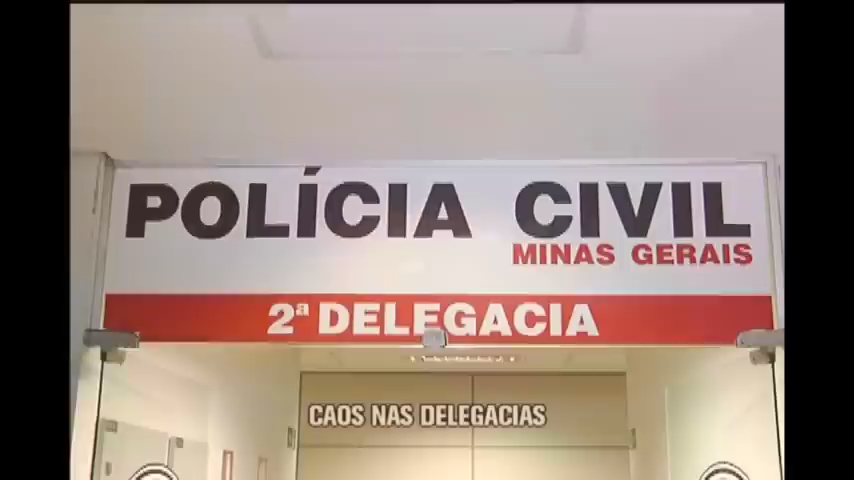 POLÍCIA CIVIL
MINAS GERAIS
2ª DELEGACIA
CAOS NAS DELEGACIAS